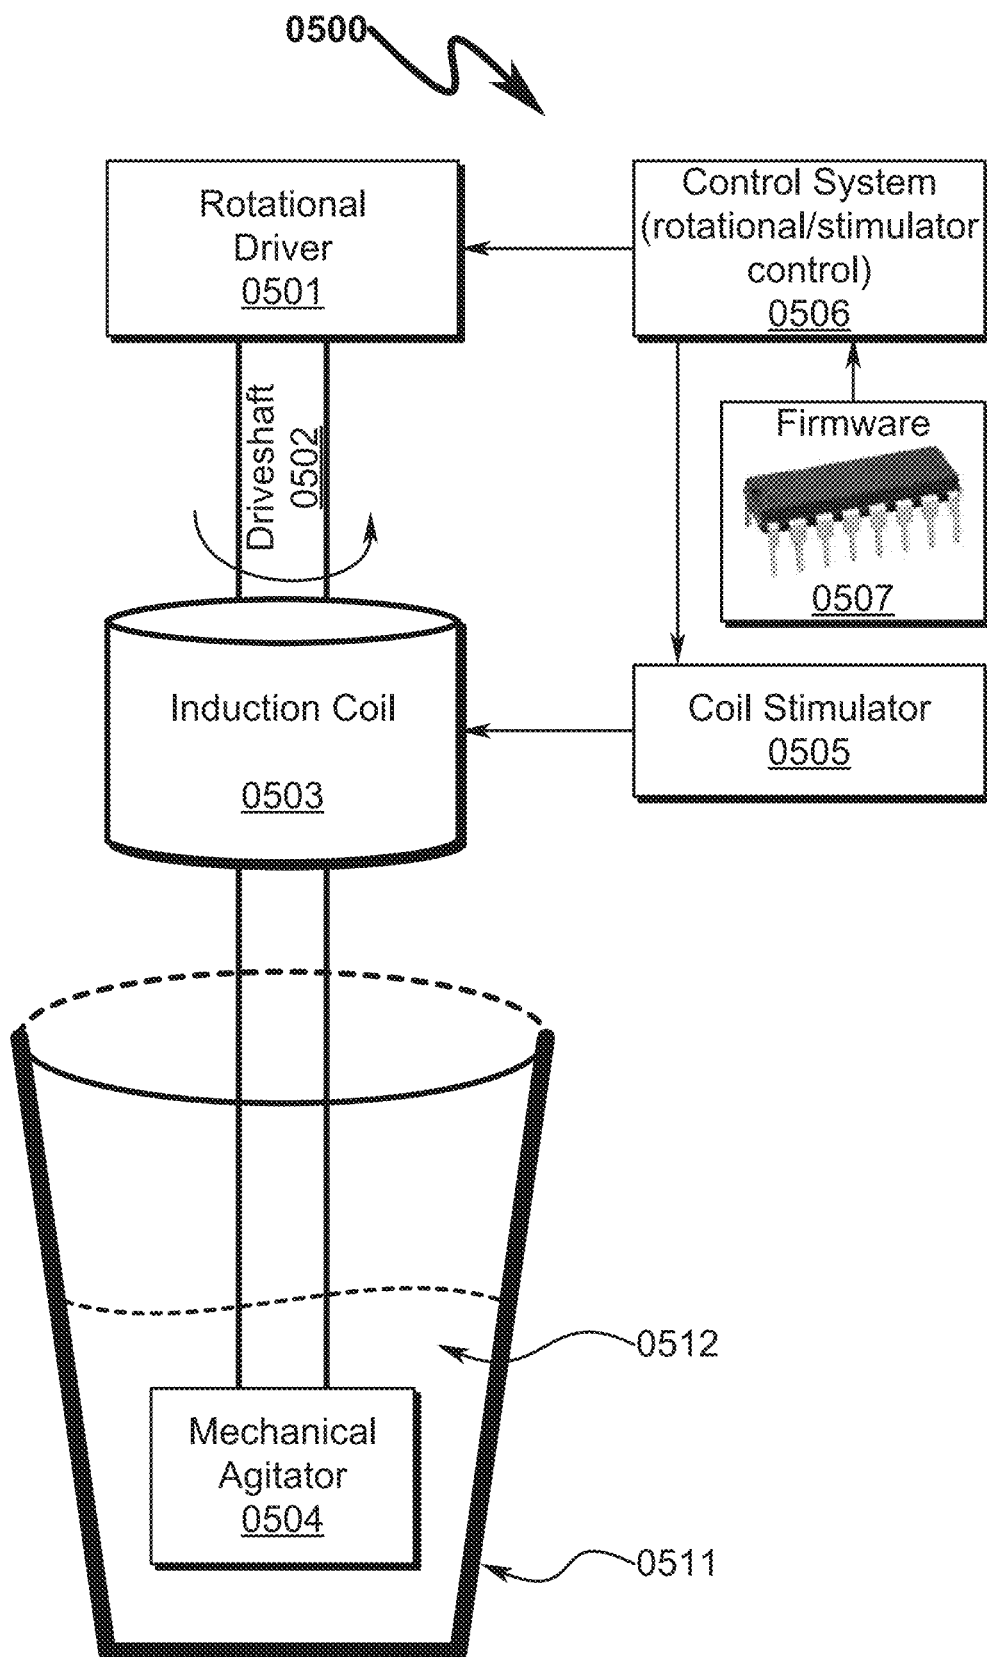 0500
Rotational
Driver
0501
Control System
(rotational/stimulator
control)
0506
Driveshaft
0502
Firmware
0507
Induction Coil
0503
Coil Stimulator
0505
0512
Mechanical
Agitator
0504
0511